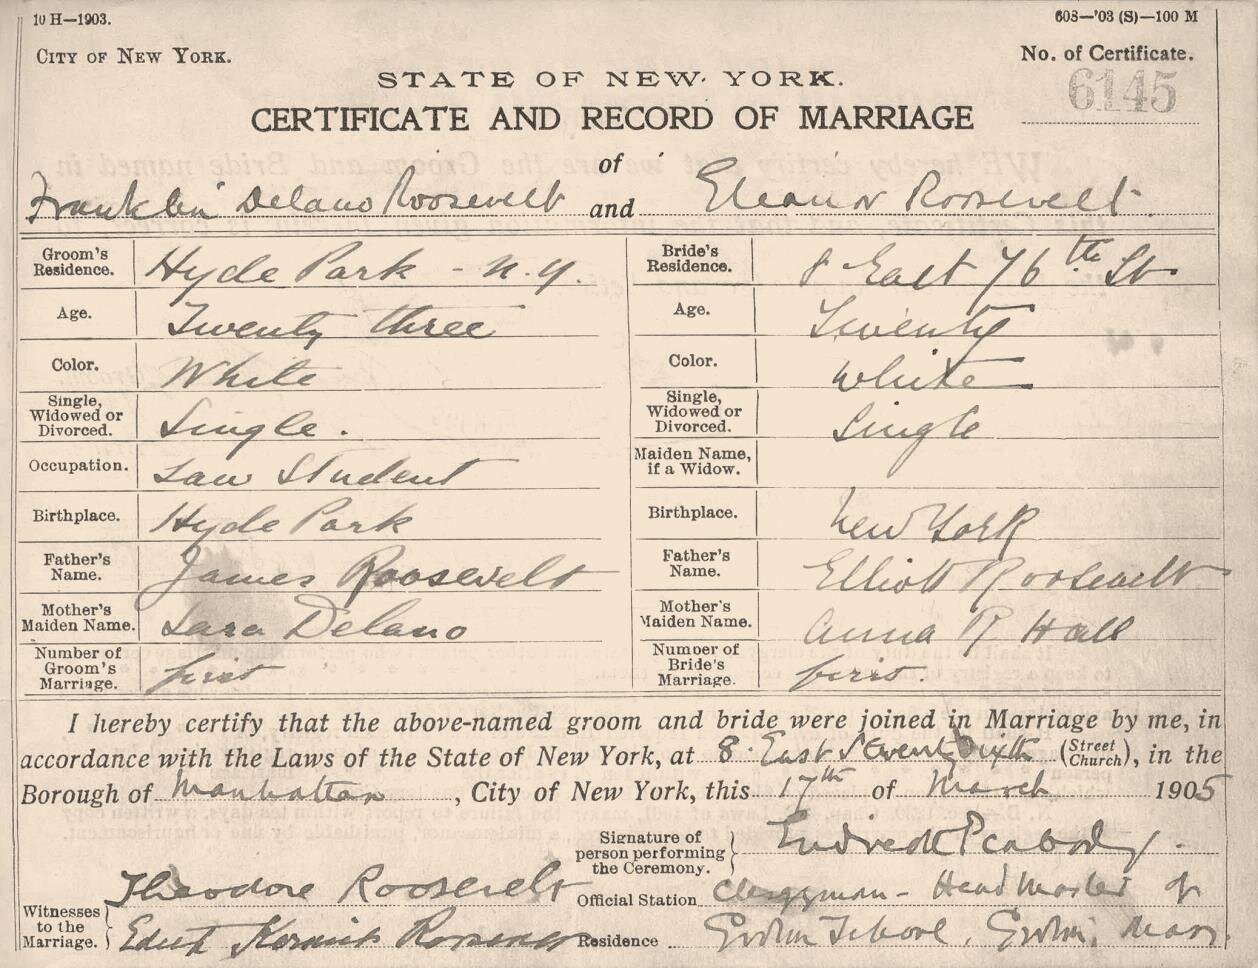 10 H—1903.
608—'03 (S)—100 M
CITY OF NEW YORK.
No. of Certificate.
6145
STATE OF NEW YORK.
CERTIFICATE AND RECORD OF MARRIAGE
of
Franklin Delano Roosevelt and Eleanor Roosevelt.
Groom's Residence. Hyde Park - N.Y.
Bride's Residence. 8 East 76th St
Age. Twenty three
Age. Twenty
Color. White
Color. White
Single, Widowed or Divorced. Single.
Single, Widowed or Divorced. Single
Occupation. Law Student
Maiden Name, if a Widow.
Birthplace. Hyde Park
Birthplace. New York
Father's Name. James Roosevelt
Father's Name. Elliott Roosevelt
Mother's Maiden Name. Sara Delano
Mother's Maiden Name. Anna R Hall
Number of Groom's Marriage. first
Number of Bride's Marriage. first.
I hereby certify that the above-named groom and bride were joined in Marriage by me, in
accordance with the Laws of the State of New York, at 8 East Seventy Sixth (Street Church), in the
Borough of Manhattan, City of New York, this 17th of March 1905
Signature of person performing the Ceremony. Endicott Peabody.
Witnesses to the Marriage. Theodore Roosevelt
Official Station Clergyman - Head Master of
Edith Kermit Roosevelt
Residence Groton School, Groton, Mass.